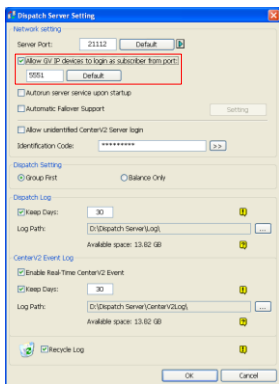 Dispatch Server Setting
Network setting
Server Port: 21112 Default
Allow GV IP devices to login as subscriber from port:
5551 Default
Autorun server service upon startup
Automatic Failover Support Setting
Allow unidentified CenterV2 Server login
Identification Code: ********* >>
Dispatch Setting
Group First Balance Only
Dispatch Log
Keep Days: 30
Log Path: D:\Dispatch Server\Log\ ...
Available space: 13.82 GB
CenterV2 Event Log
Enable Real-Time CenterV2 Event
Keep Days: 30
Log Path: D:\Dispatch Server\CenterV2Log\ ...
Available space: 13.82 GB
Recycle Log
OK Cancel